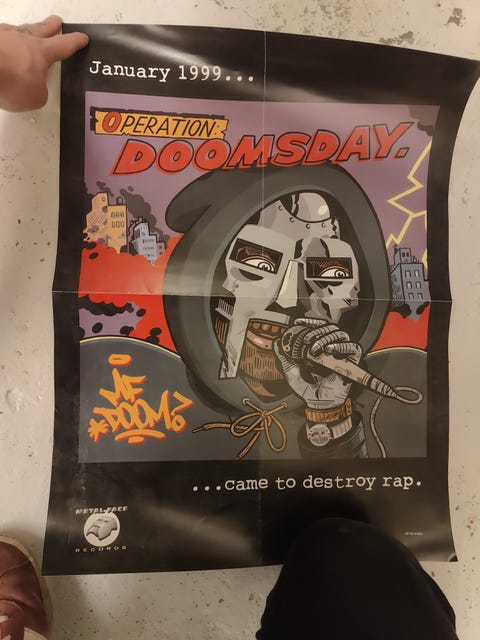 January 1999...
OPERATION:
DOOMSDAY.
MF
DOOM
...came to destroy rap.
METAL FACE
RECORDS